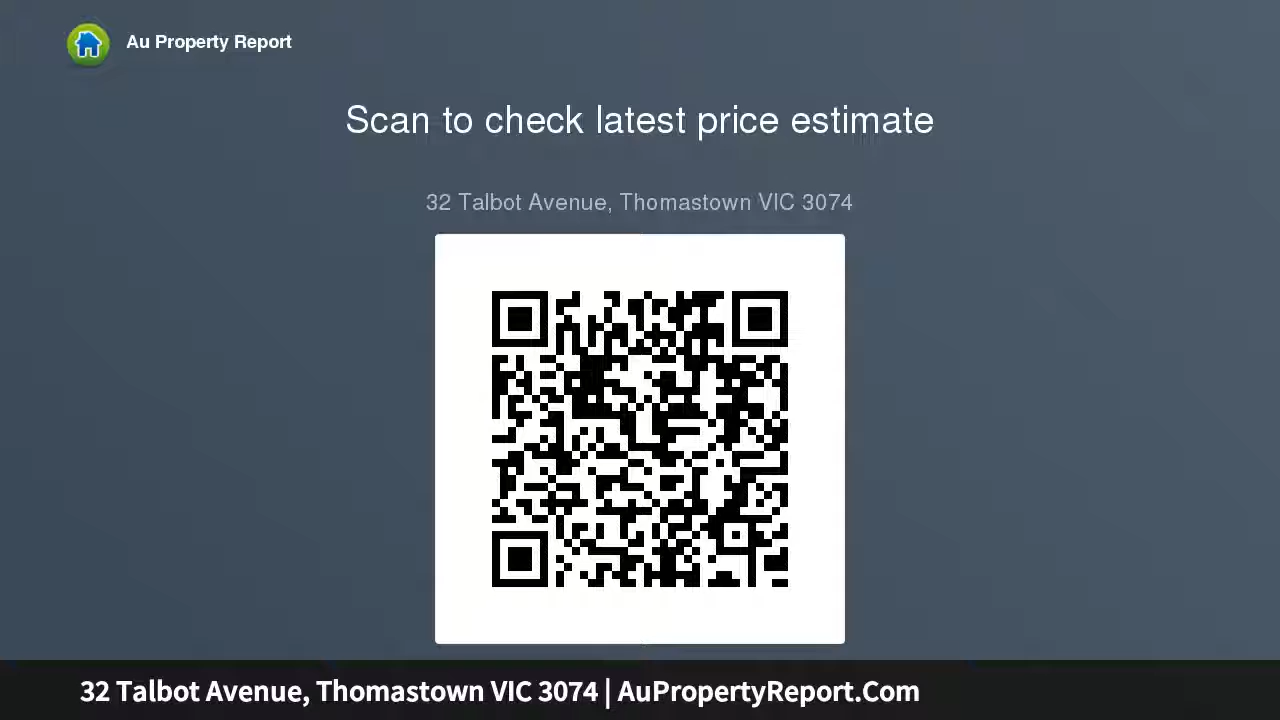 Au Property Report
Scan to check latest price estimate
32 Talbot Avenue, Thomastown VIC 3074
32 Talbot Avenue, Thomastown VIC 3074 | AuPropertyReport.Com